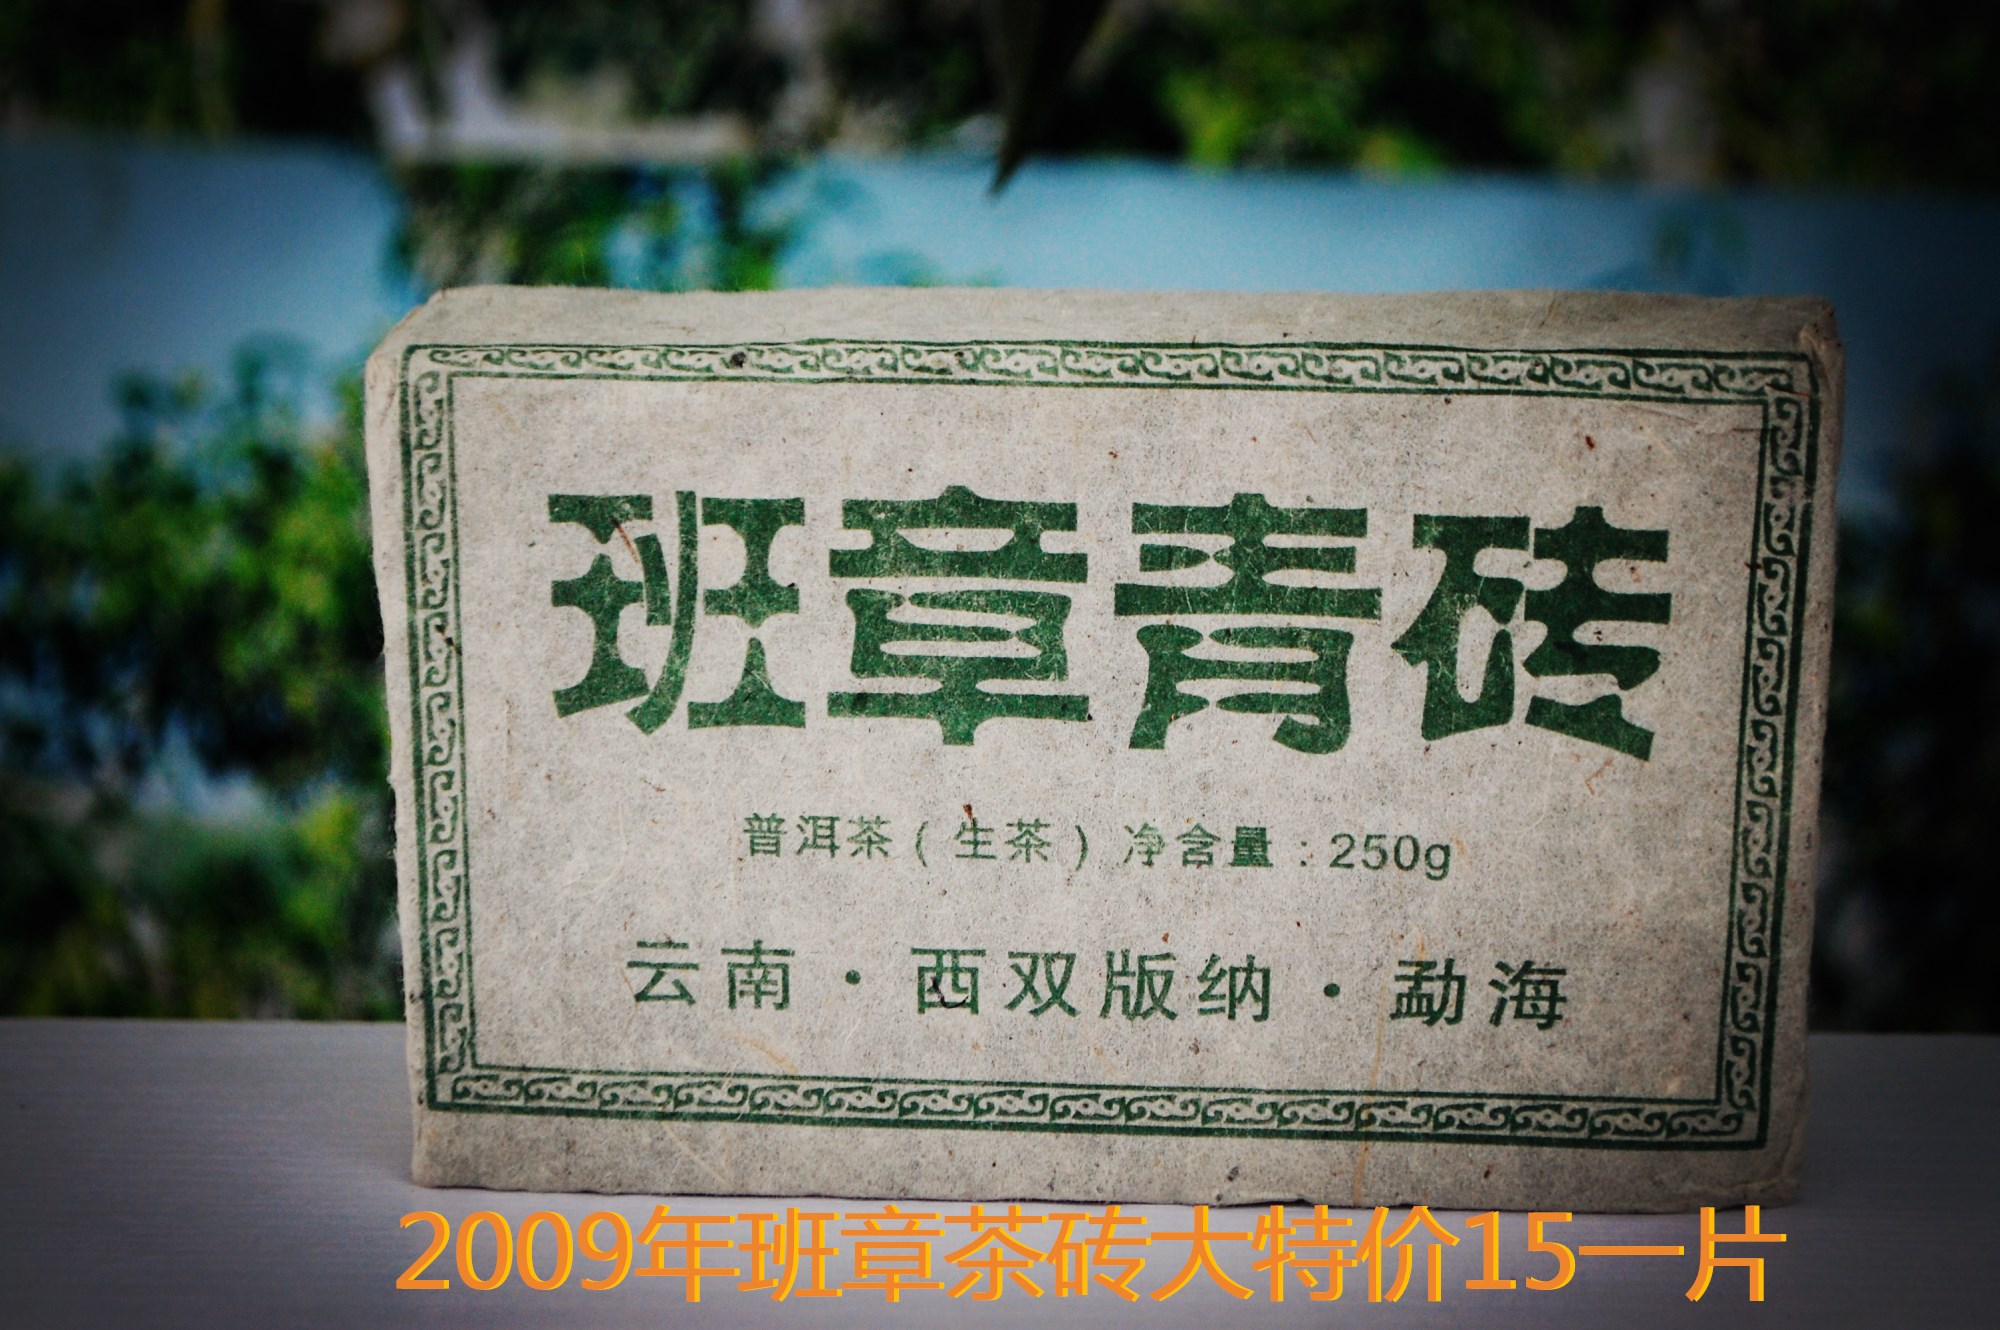 班章青砖
普洱茶(生茶) 净含量:250g
云南·西双版纳·勐海
2009年班章茶砖大特价15一片